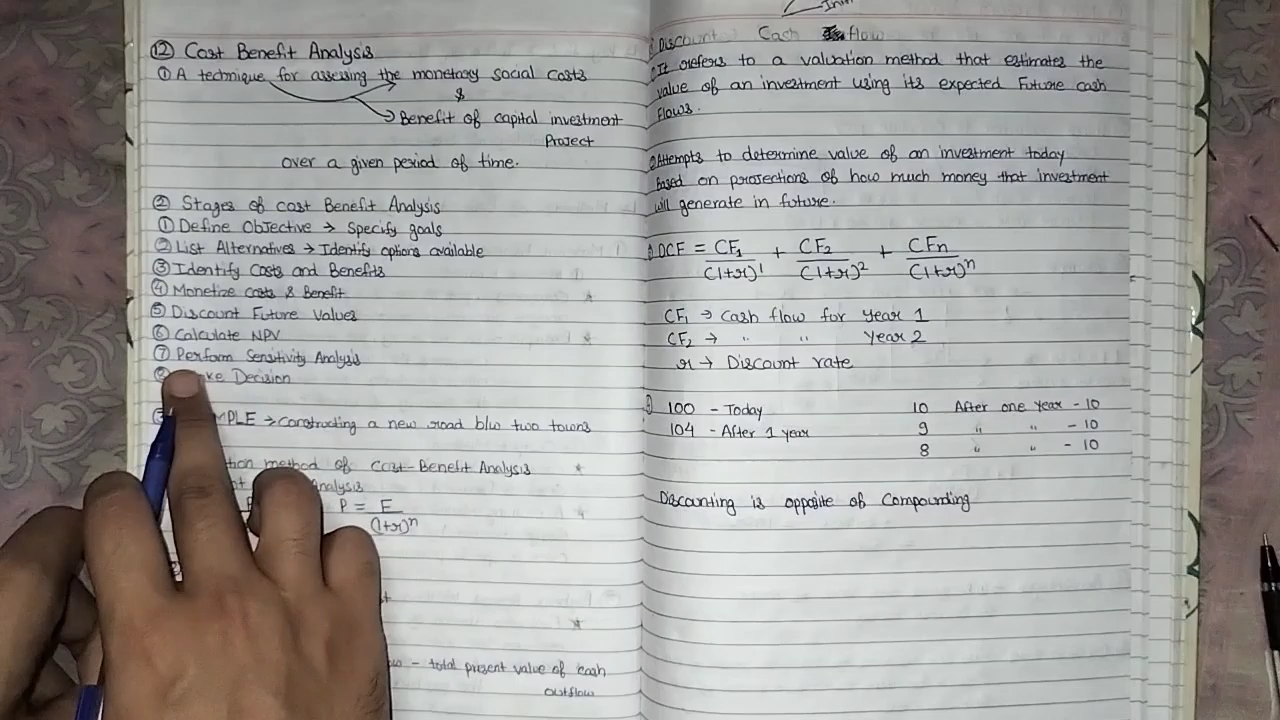 ⑫ Cost Benefit Analysis
① A technique for assessing the monetary social costs
&
Benefit of capital investment
Project
over a given period of time.
② Stages of cost Benefit Analysis
① Define Objective → Specify goals
② List Alternatives → Identify options available
③ Identify Costs and Benefits
④ Monetize costs & Benefit
⑤ Discount Future Values
⑥ Calculate NPV
⑦ Perform Sensitivity Analysis
Decision
→ Constructing a new road b/w two towns
method of Cost-Benefit Analysis
Analysis
P = F/(1+r)^n
- total present value of cash
outflow
Discount Cash flow
It refers to a valuation method that estimates the
value of an investment using its expected Future cash
Flows.
② Attempts to determine value of an investment today
based on projections of how much money that investment
will generate in future.
DCF = CF₁/(1+r)^1 + CF₂/(1+r)^2 + CFn/(1+r)^n
CF₁ → Cash flow for year 1
CF₂ → " " Year 2
r → Discount rate
100 - Today 10 After one year - 10
104 - After 1 year 9 " " - 10
8 " " - 10
Discounting is opposite of Compounding